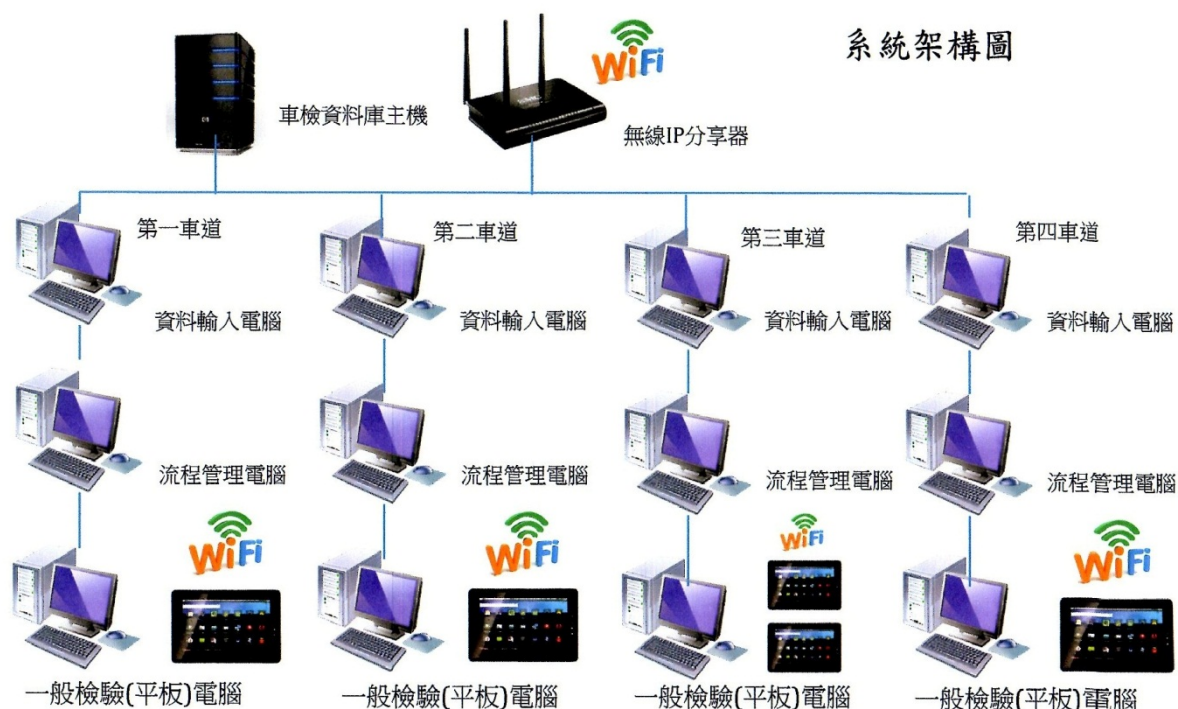 系統架構圖
WiFi
車檢資料庫主機
無線IP分享器
第一車道
第二車道
第三車道
第四車道
資料輸入電腦
資料輸入電腦
資料輸入電腦
資料輸入電腦
流程管理電腦
流程管理電腦
流程管理電腦
流程管理電腦
WiFi
WiFi
WiFi
WiFi
一般檢驗(平板)電腦
一般檢驗(平板)電腦
一般檢驗(平板)電腦
一般檢驗(平板)電腦